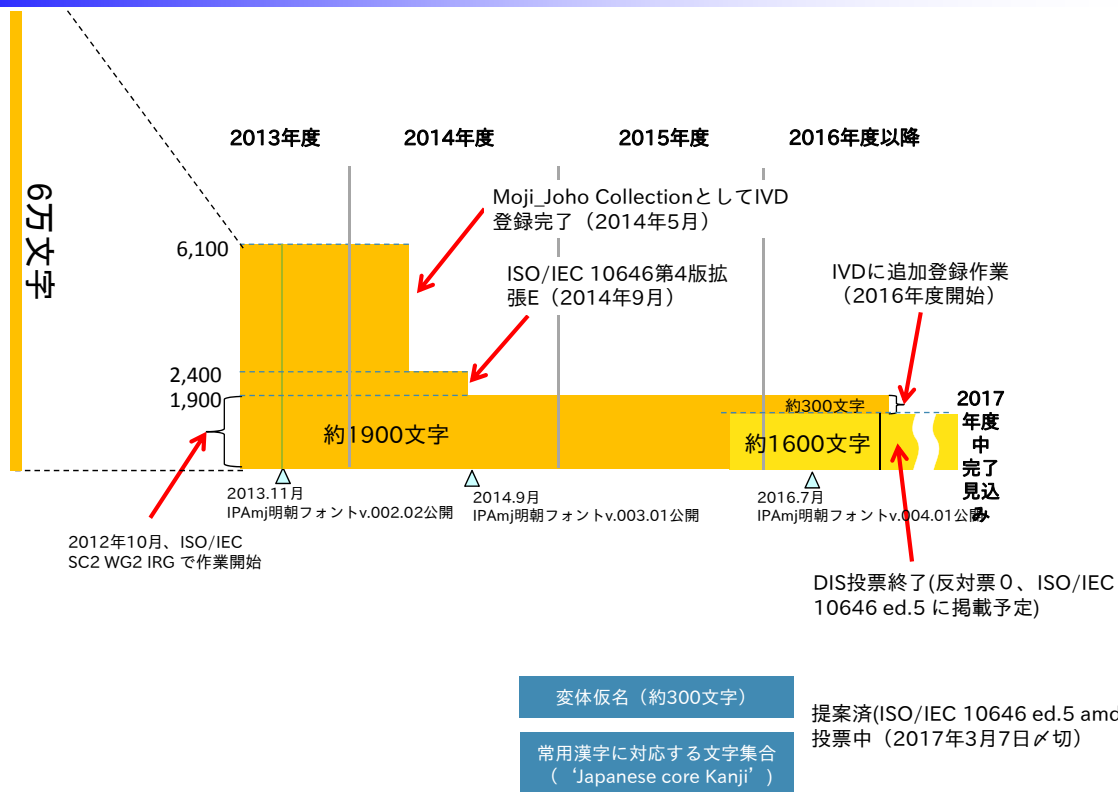 6万文字
2013年度
2014年度
2015年度
2016年度以降
Moji_Joho CollectionとしてIVD
登録完了（2014年5月）
6,100
ISO/IEC 10646第4版拡
張E（2014年9月）
IVDに追加登録作業
（2016年度開始）
2,400
1,900
約300文字
約1900文字
約1600文字
2017
年度
中
完了
見込
み
2013.11月
IPAmj明朝フォントv.002.02公開
2014.9月
IPAmj明朝フォントv.003.01公開
2016.7月
IPAmj明朝フォントv.004.01公開
2012年10月、ISO/IEC
SC2 WG2 IRG で作業開始
DIS投票終了(反対票０、ISO/IEC
10646 ed.5 に掲載予定)
変体仮名（約300文字）
常用漢字に対応する文字集合
（‘Japanese core Kanji’）
提案済(ISO/IEC 10646 ed.5 amd
投票中（2017年3月7日〆切）